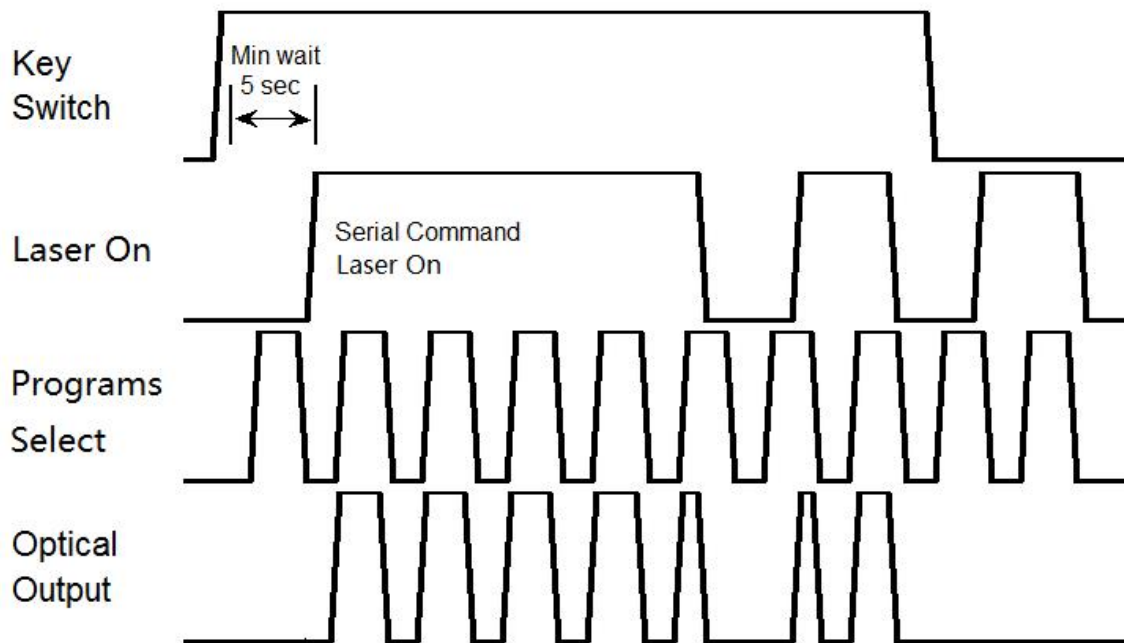 Key
Switch
Min wait
5 sec
Laser On
Serial Command
Laser On
Programs
Select
Optical
Output